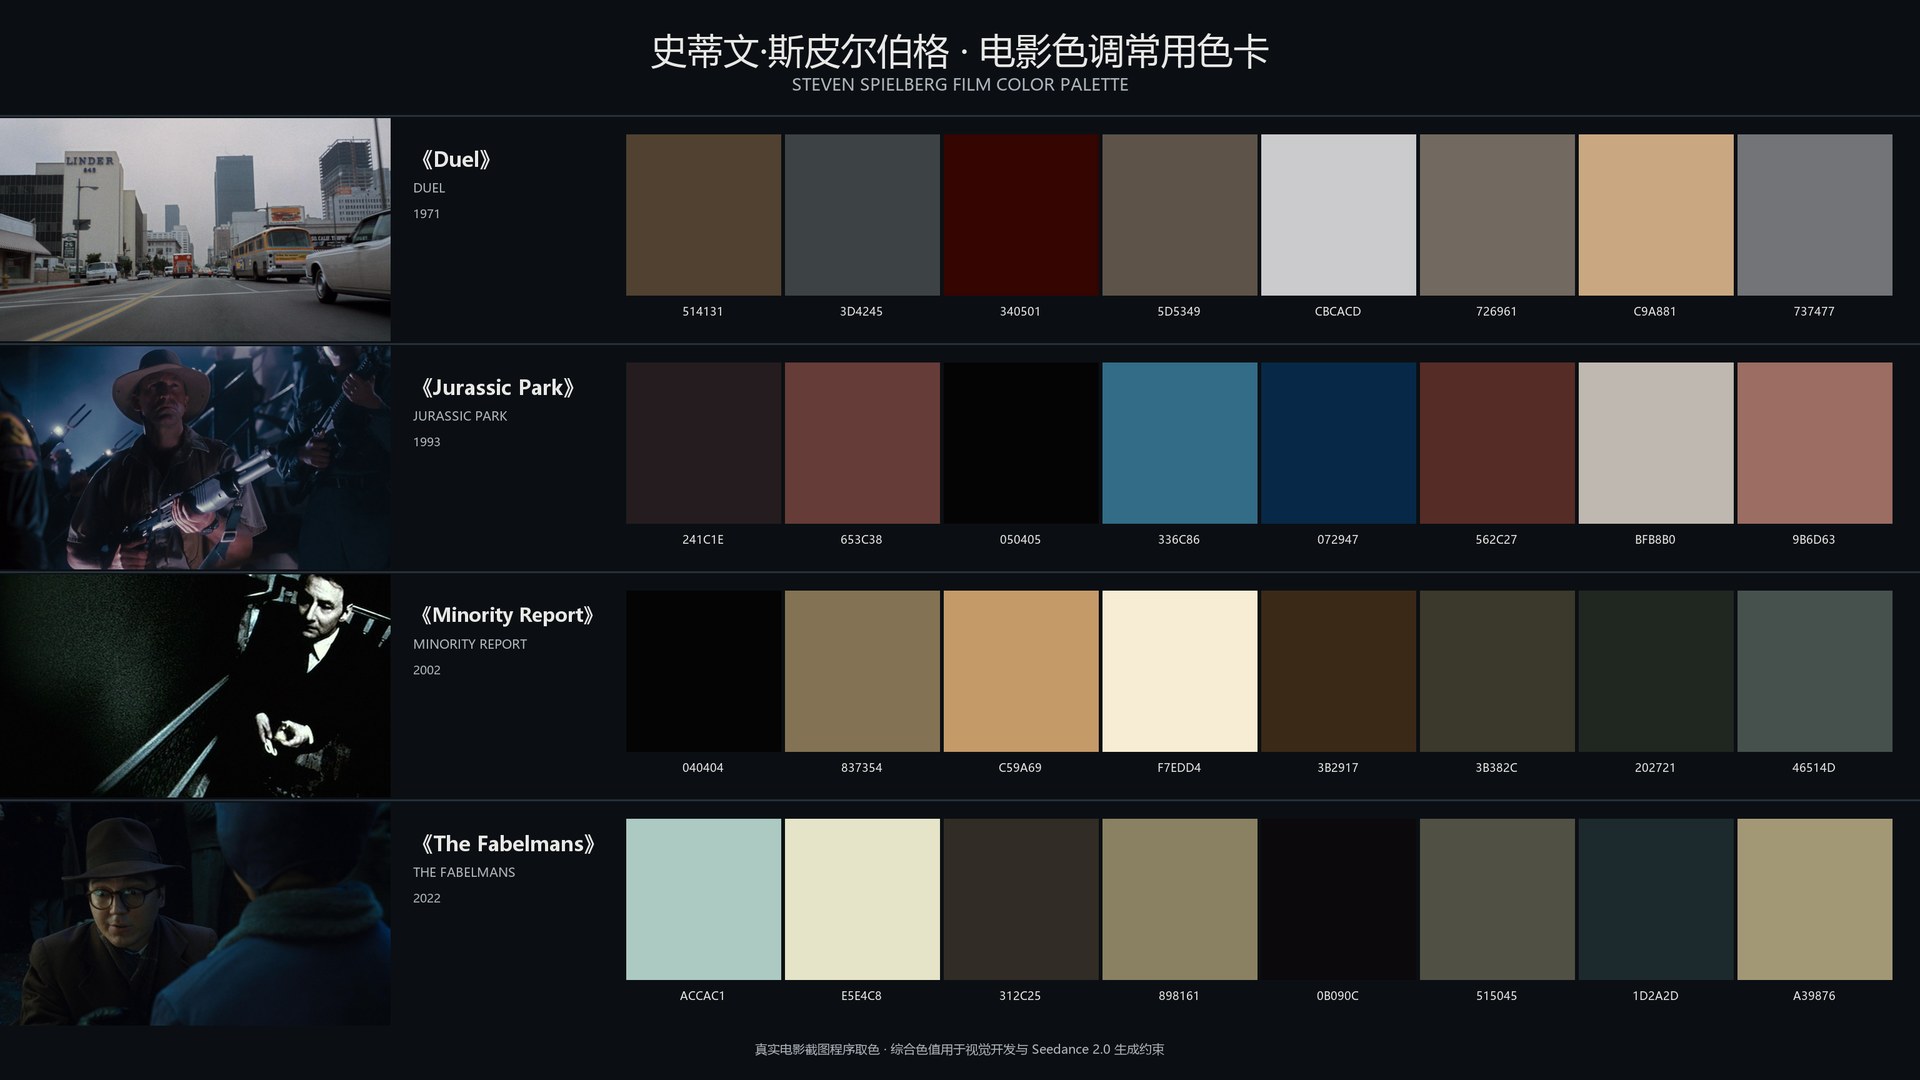 史蒂文·斯皮尔伯格 · 电影色调常用色卡
STEVEN SPIELBERG FILM COLOR PALETTE
LINDER
《Duel》
DUEL
1971
514131 3D4245 340501 5D5349 CBCACD 726961 C9A881 737477
《Jurassic Park》
JURASSIC PARK
1993
241C1E 653C38 050405 336C86 072947 562C27 BFB8B0 9B6D63
《Minority Report》
MINORITY REPORT
2002
040404 837354 C59A69 F7EDD4 3B2917 3B382C 202721 46514D
《The Fabelmans》
THE FABELMANS
2022
ACCAC1 E5E4C8 312C25 898161 0B090C 515045 1D2A2D A39876
真实电影截图程序取色 · 综合色值用于视觉开发与 Seedance 2.0 生成约束